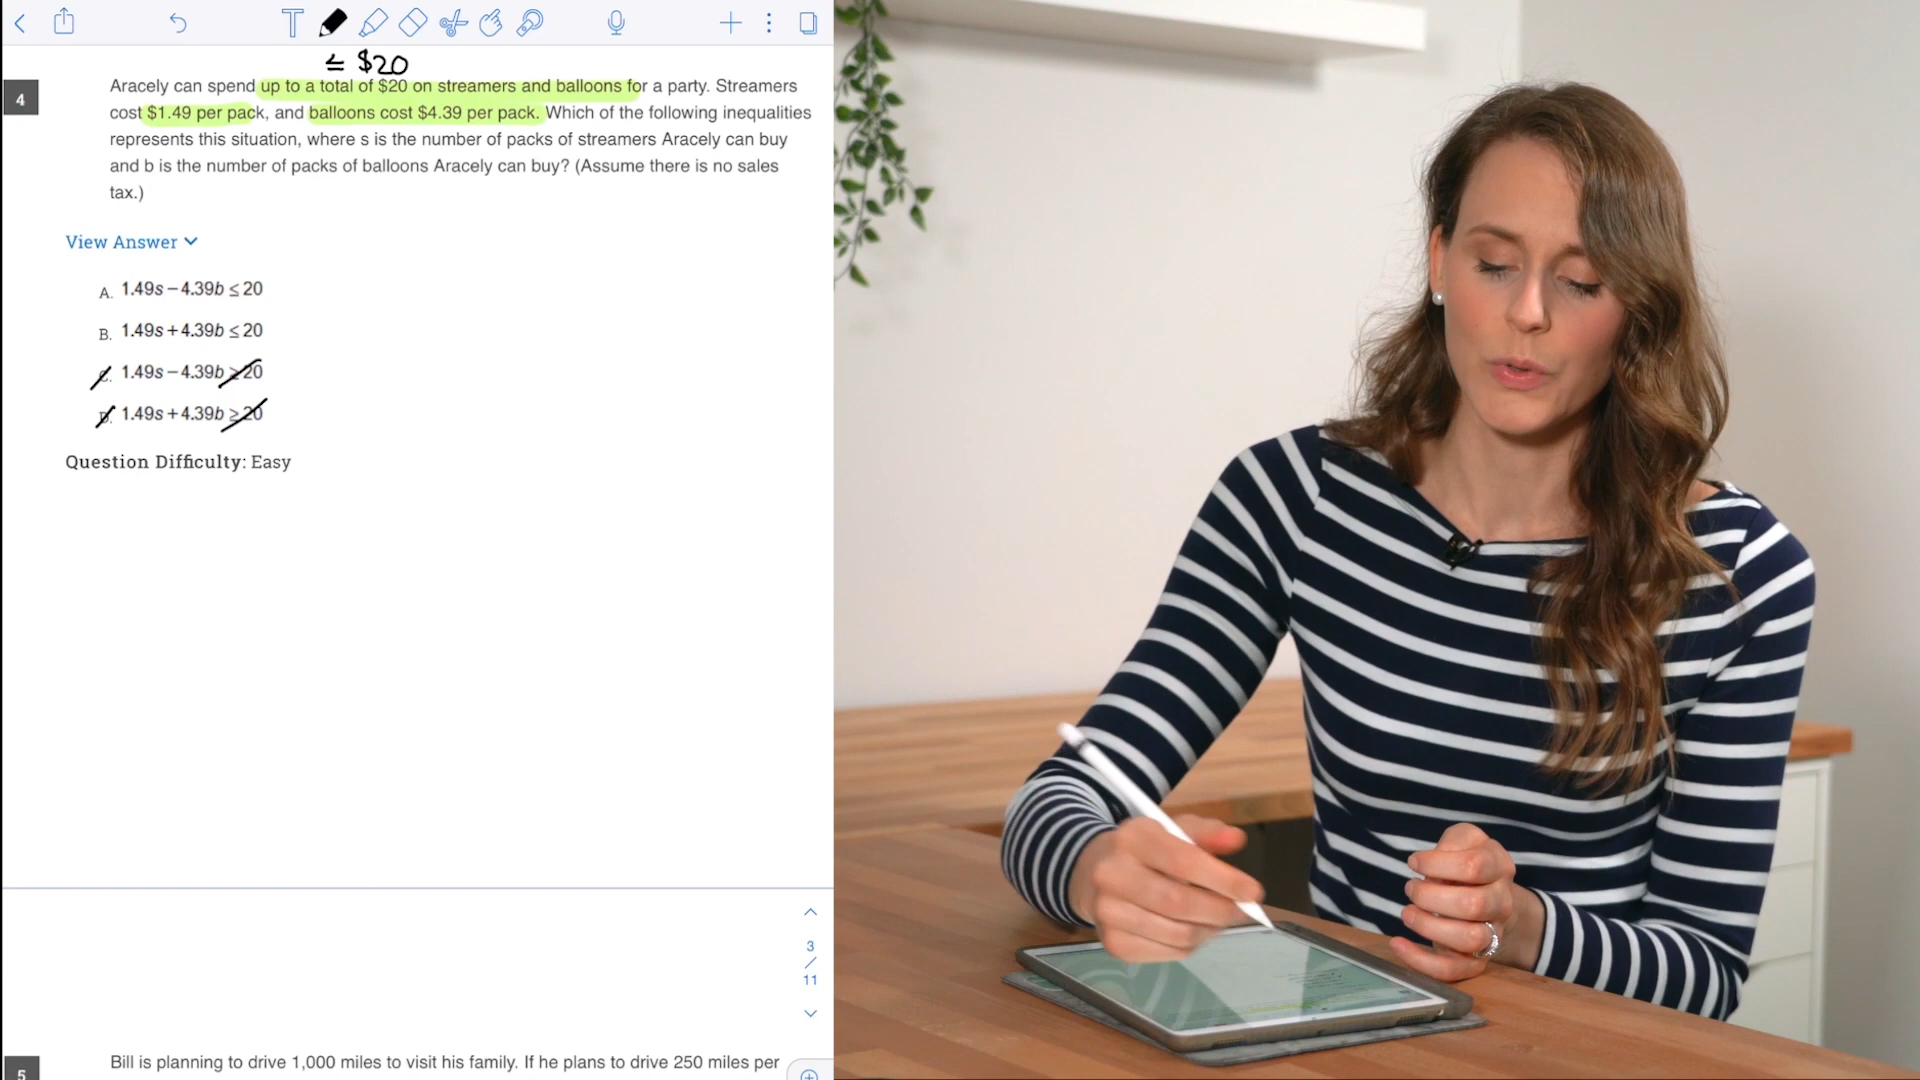 ≤ $20
4
Aracely can spend up to a total of $20 on streamers and balloons for a party. Streamers
cost $1.49 per pack, and balloons cost $4.39 per pack. Which of the following inequalities
represents this situation, where s is the number of packs of streamers Aracely can buy
and b is the number of packs of balloons Aracely can buy? (Assume there is no sales
tax.)
View Answer
A. 1.49s − 4.39b ≤ 20
B. 1.49s + 4.39b ≤ 20
C. 1.49s − 4.39b ≥ 20
D. 1.49s + 4.39b ≥ 20
Question Difficulty: Easy
3
/
11
5
Bill is planning to drive 1,000 miles to visit his family. If he plans to drive 250 miles per